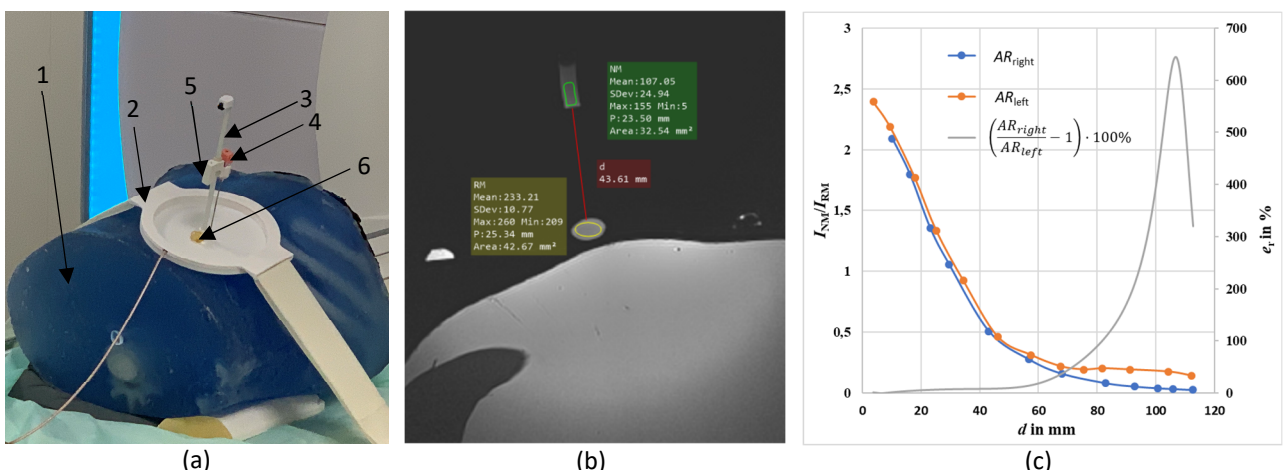 1
2
5
3
4
6
(a)
NM
Mean:107.05
SDev:24.94
Max:155 Min:5
P:23.50 mm
Area:32.54 mm²
d
43.61 mm
RM
Mean:233.21
SDev:10.77
Max:260 Min:209
P:25.34 mm
Area:42.67 mm²
(b)
I_NM/I_RM
3
2,5
2
1,5
1
0,5
0
AR_right
AR_left
(AR_right/AR_left − 1) · 100%
700
600
500
400
300
200
100
0
e_r in %
0 20 40 60 80 100 120
d in mm
(c)